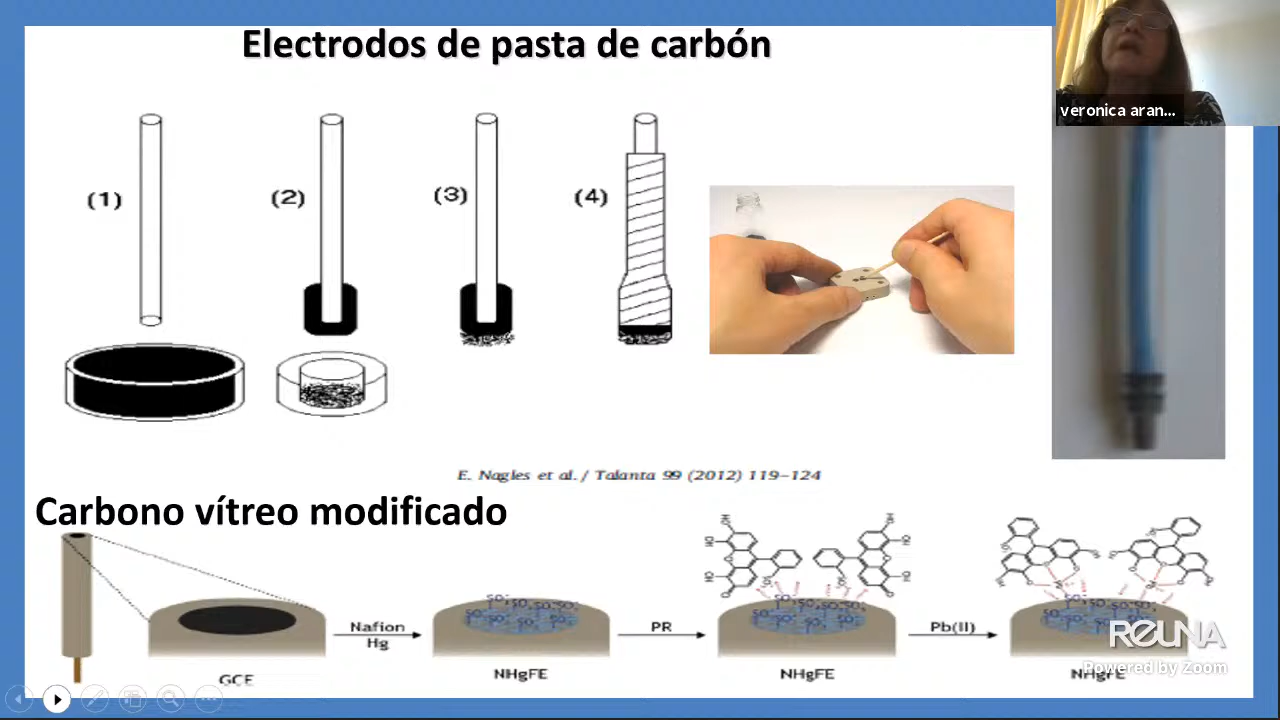 Electrodos de pasta de carbón
veronica aran...
(1)
(2)
(3)
(4)
E. Nagles et al. / Talanta 99 (2012) 119–124
Carbono vítreo modificado
Nafion
Hg
PR
Pb(II)
GCE
NHgFE
NHgFE
NHgFE
REUNA
Powered by Zoom